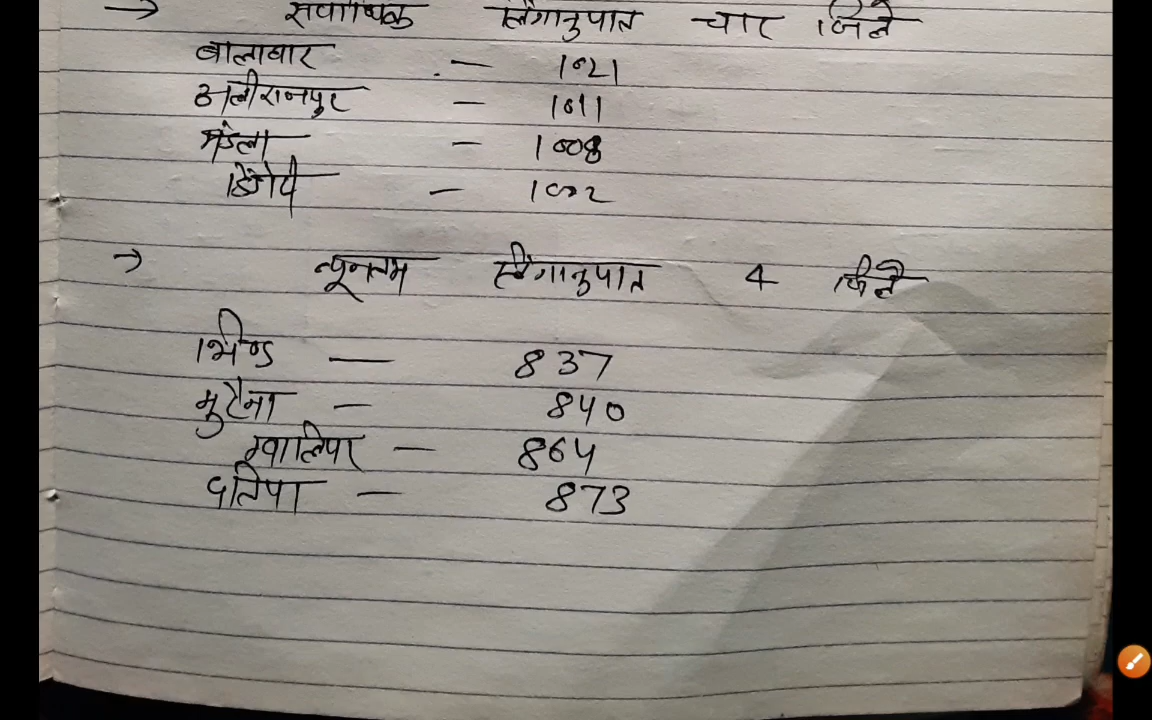 → सर्वाधिक लिंगानुपात चार जिले
बालाघाट - 1021
अलीराजपुर - 1011
मंडला - 1008
डिंडोरी - 1002
→ न्यूनतम लिंगानुपात 4 जिले
भिण्ड - 837
मुरैना - 840
ग्वालियर - 864
दतिया - 873